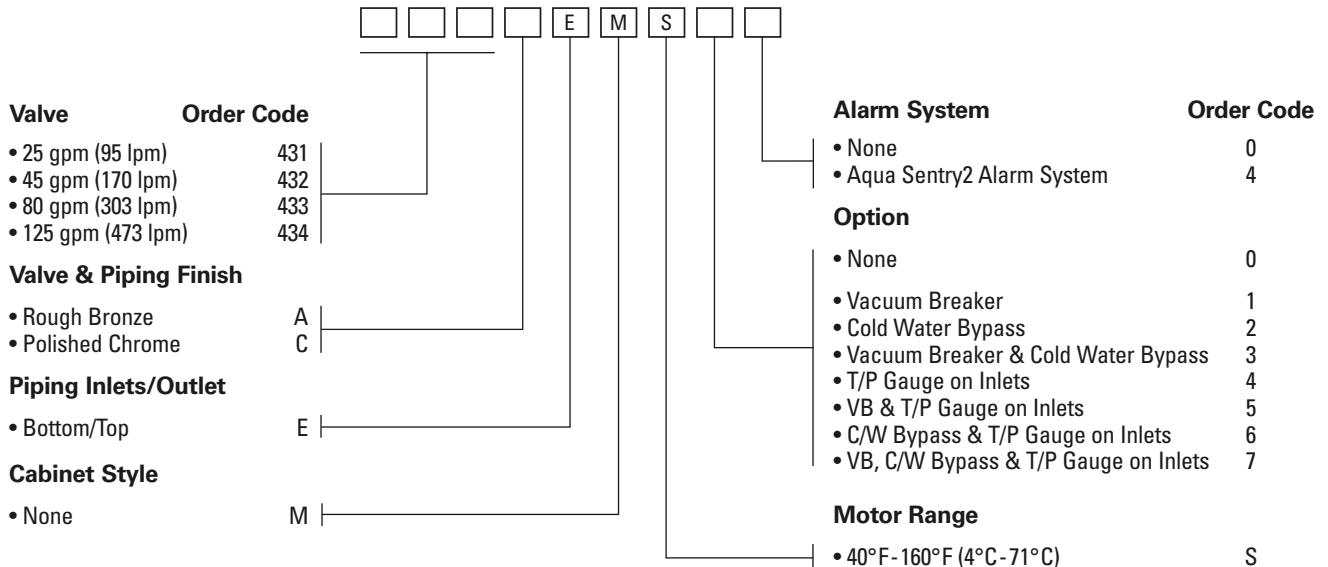 E M S
Valve Order Code
• 25 gpm (95 lpm) 431
• 45 gpm (170 lpm) 432
• 80 gpm (303 lpm) 433
• 125 gpm (473 lpm) 434
Valve & Piping Finish
• Rough Bronze A
• Polished Chrome C
Piping Inlets/Outlet
• Bottom/Top E
Cabinet Style
• None M
Alarm System Order Code
• None 0
• Aqua Sentry2 Alarm System 4
Option
• None 0
• Vacuum Breaker 1
• Cold Water Bypass 2
• Vacuum Breaker & Cold Water Bypass 3
• T/P Gauge on Inlets 4
• VB & T/P Gauge on Inlets 5
• C/W Bypass & T/P Gauge on Inlets 6
• VB, C/W Bypass & T/P Gauge on Inlets 7
Motor Range
• 40°F-160°F (4°C-71°C) S